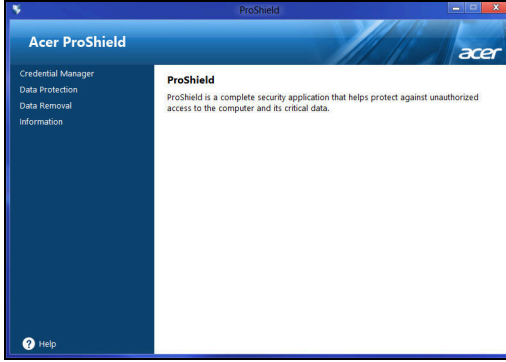 ProShield
Acer ProShield
acer
Credential Manager
Data Protection
Data Removal
Information
ProShield
ProShield is a complete security application that helps protect against unauthorized
access to the computer and its critical data.
? Help